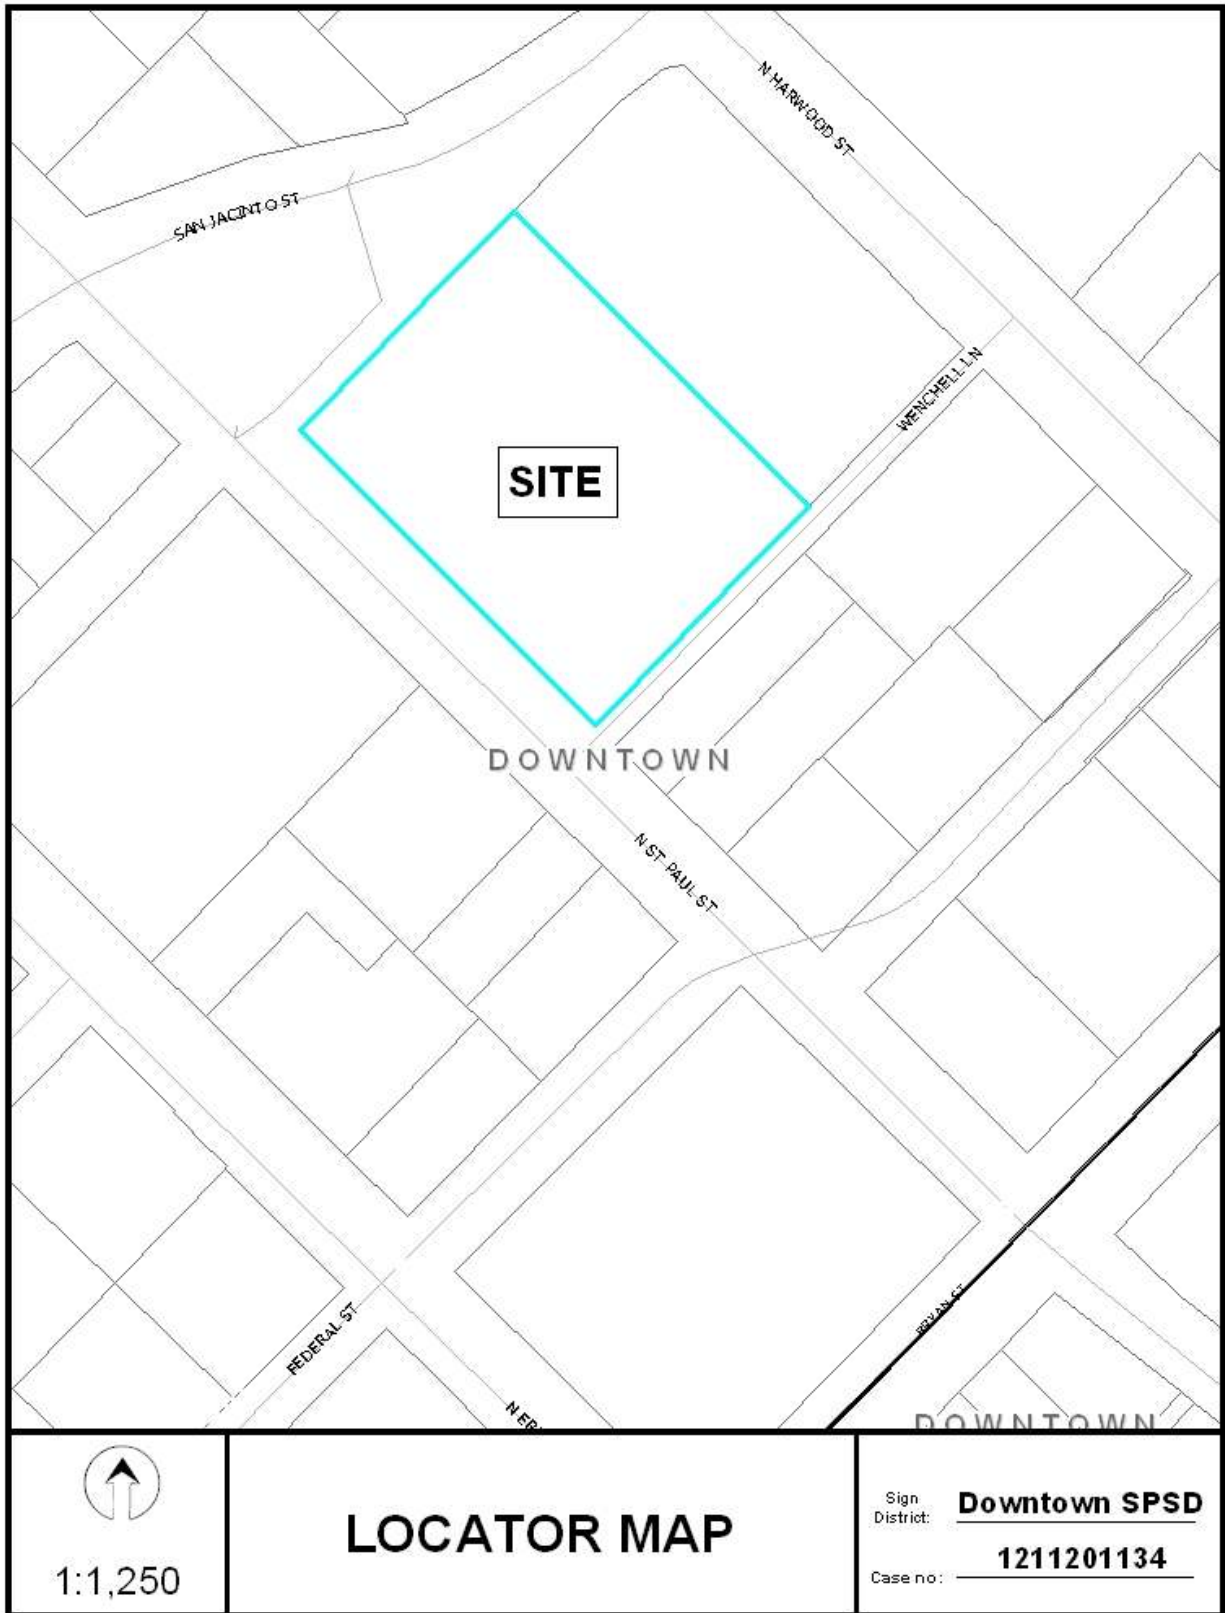 N HARWOOD ST
SAN JACINTO ST
WENCHELL LN
SITE
DOWNTOWN
N ST PAUL ST
BRYAN ST
FEDERAL ST
DOWNTOWN
1:1,250
LOCATOR MAP
Sign District: Downtown SPSD
Case no: 1211201134